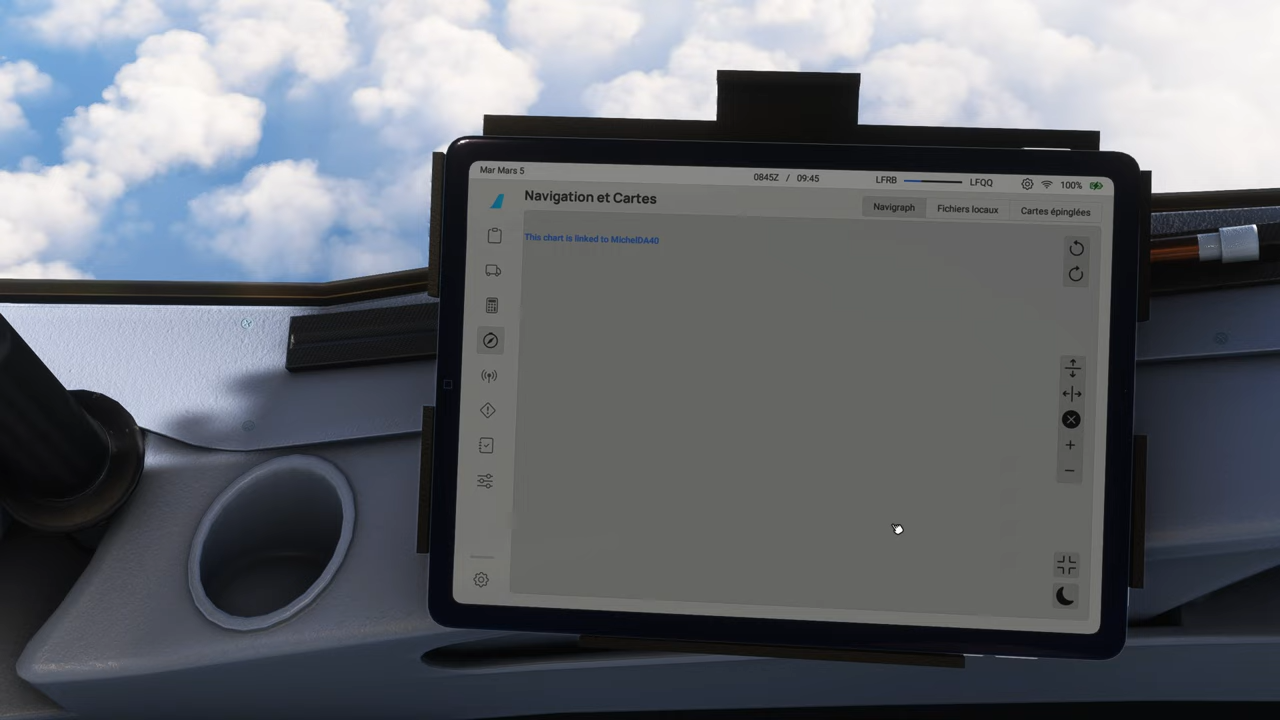 Mar Mars 5
0845Z / 09:45
LFRB LFQQ
100%
Navigation et Cartes
Navigraph
Fichiers locaux
Cartes épinglées
This chart is linked to MichelDA40